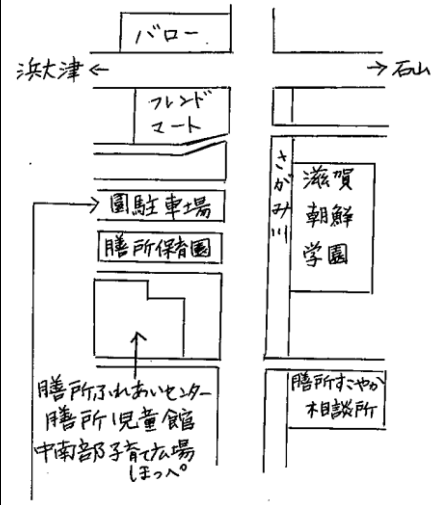 バロー
浜大津←
→石山
フレンド
マート
さがみ川
滋賀
朝鮮
学園
園駐車場
膳所保育園
膳所ふれあいセンター
膳所児童館
中南部子育て広場
ほっぺ
膳所すこやか
相談所